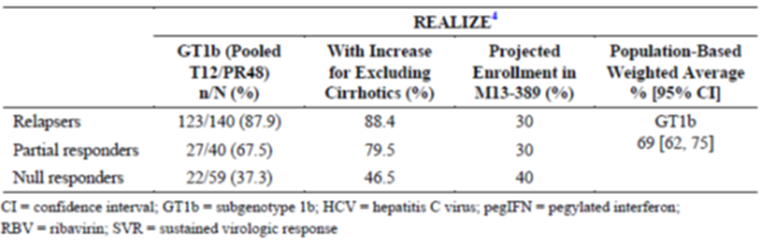 REALIZE4
GT1b (Pooled T12/PR48) n/N (%) With Increase for Excluding Cirrhotics (%) Projected Enrollment in M13-389 (%) Population-Based Weighted Average % [95% CI]
Relapsers 123/140 (87.9) 88.4 30 GT1b
Partial responders 27/40 (67.5) 79.5 30 69 [62, 75]
Null responders 22/59 (37.3) 46.5 40
CI = confidence interval; GT1b = subgenotype 1b; HCV = hepatitis C virus; pegIFN = pegylated interferon;
RBV = ribavirin; SVR = sustained virologic response